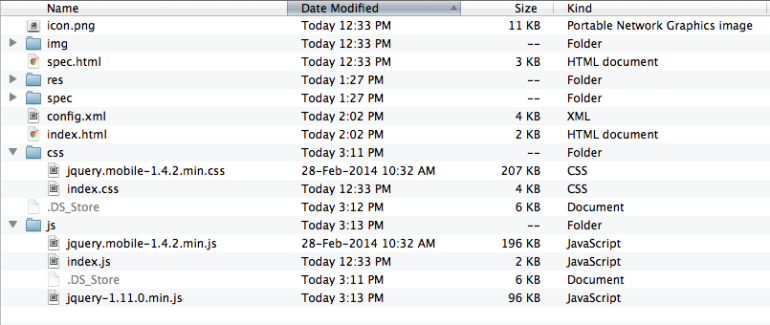 Name Date Modified Size Kind
icon.png Today 12:33 PM 11 KB Portable Network Graphics image
img Today 12:33 PM -- Folder
spec.html Today 12:33 PM 3 KB HTML document
res Today 1:27 PM -- Folder
spec Today 1:27 PM -- Folder
config.xml Today 2:02 PM 4 KB XML
index.html Today 2:02 PM 2 KB HTML document
css Today 3:11 PM -- Folder
jquery.mobile-1.4.2.min.css 28-Feb-2014 10:32 AM 207 KB CSS
index.css Today 12:33 PM 4 KB CSS
.DS_Store Today 3:12 PM 6 KB Document
js Today 3:13 PM -- Folder
jquery.mobile-1.4.2.min.js 28-Feb-2014 10:32 AM 196 KB JavaScript
index.js Today 12:33 PM 2 KB JavaScript
.DS_Store Today 3:11 PM 6 KB Document
jquery-1.11.0.min.js Today 3:13 PM 96 KB JavaScript